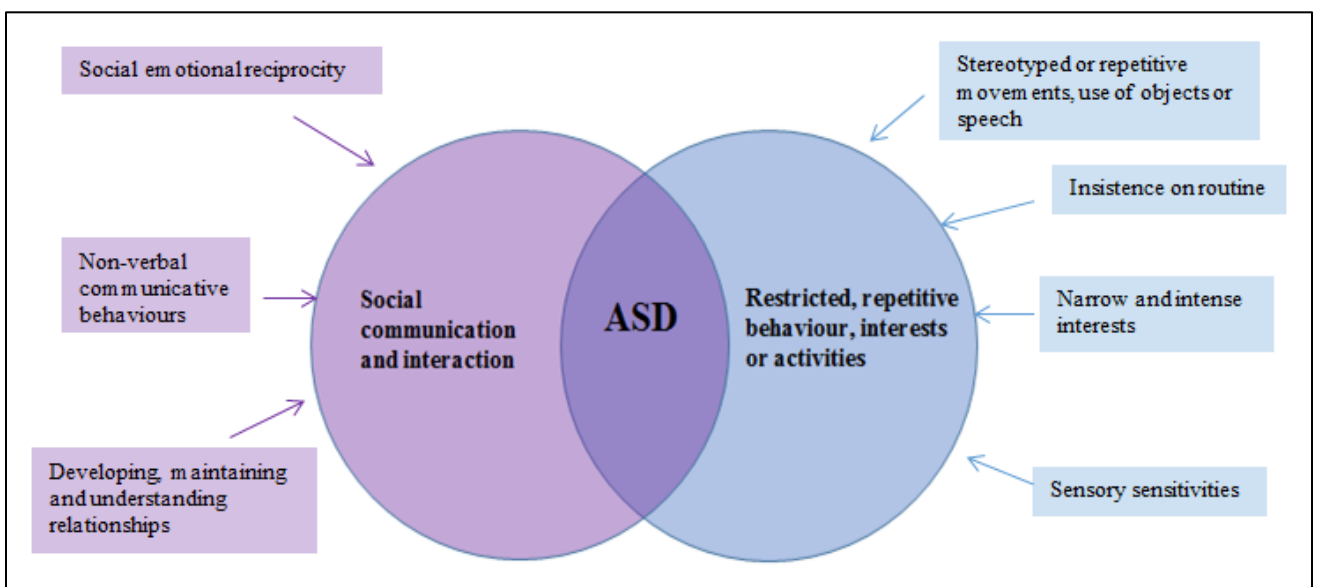 Social emotional reciprocity
Non-verbal
communicative
behaviours
Developing, maintaining
and understanding
relationships
Social
communication
and interaction
ASD
Restricted, repetitive
behaviour, interests
or activities
Stereotyped or repetitive
movements, use of objects or
speech
Insistence on routine
Narrow and intense
interests
Sensory sensitivities